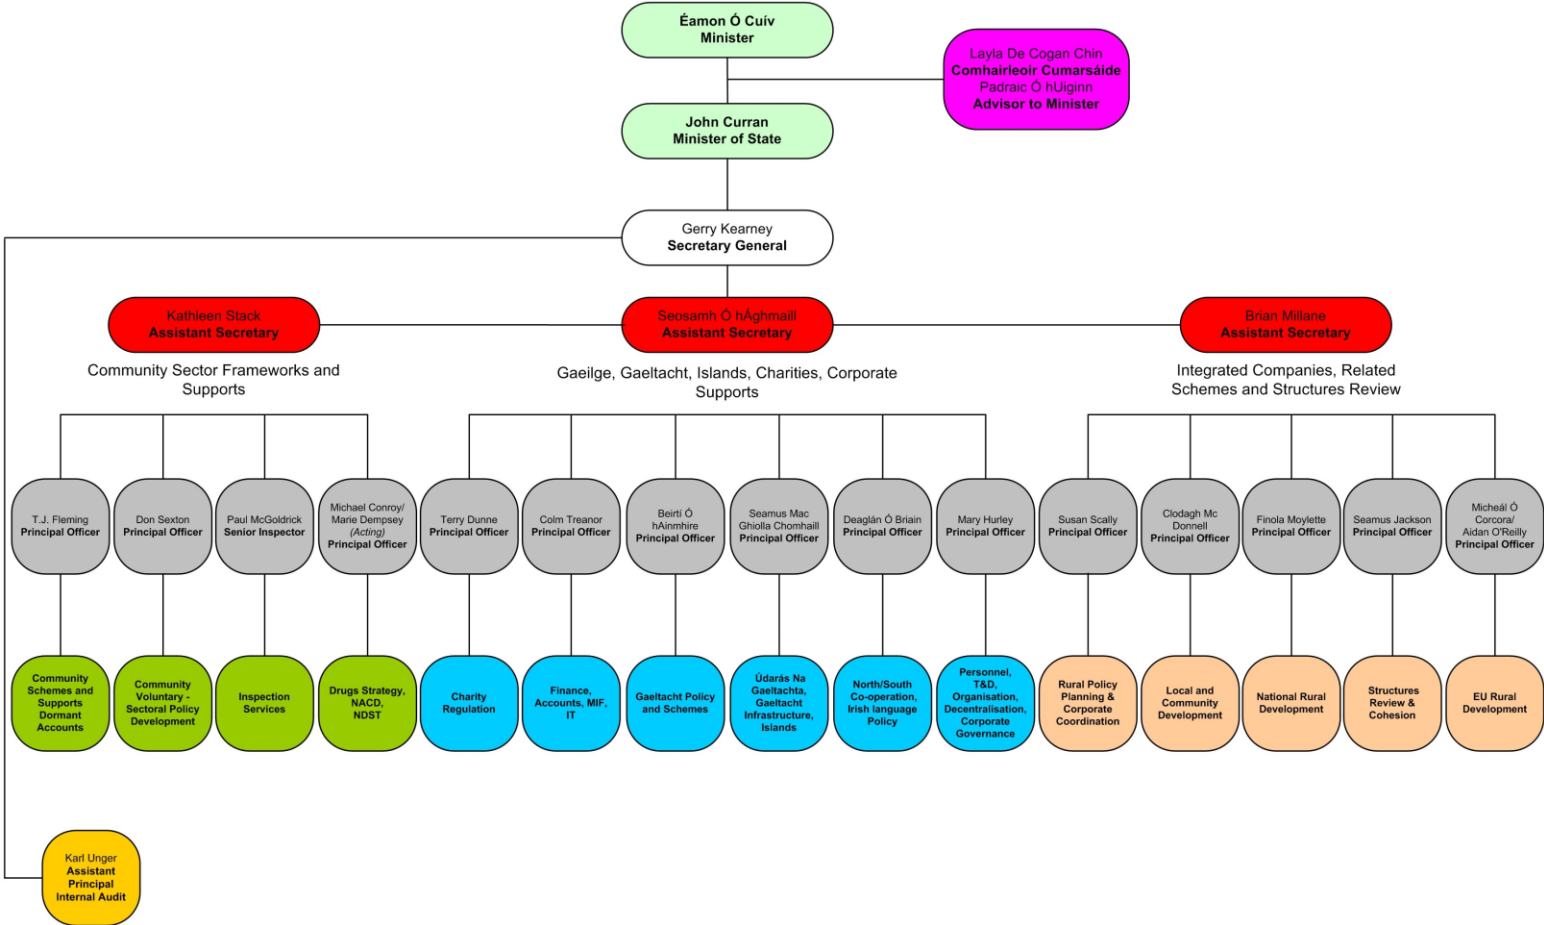 Éamon Ó Cuív
Minister
Layla De Cogan Chin
Comhairleoir Cumarsáide
Padraic Ó hUiginn
Advisor to Minister
John Curran
Minister of State
Gerry Kearney
Secretary General
Kathleen Stack
Assistant Secretary
Seosamh Ó hÁghmaill
Assistant Secretary
Brian Millane
Assistant Secretary
Community Sector Frameworks and
Supports
Gaeilge, Gaeltacht, Islands, Charities, Corporate
Supports
Integrated Companies, Related
Schemes and Structures Review
T.J. Fleming
Principal Officer
Don Sexton
Principal Officer
Paul McGoldrick
Senior Inspector
Michael Conroy/
Marie Dempsey
(Acting)
Principal Officer
Terry Dunne
Principal Officer
Colm Treanor
Principal Officer
Beirtí Ó
hAinmhire
Principal Officer
Seamus Mac
Ghiolla Chomhaill
Principal Officer
Deaglán Ó Briain
Principal Officer
Mary Hurley
Principal Officer
Susan Scally
Principal Officer
Clodagh Mc
Donnell
Principal Officer
Finola Moylette
Principal Officer
Seamus Jackson
Principal Officer
Micheál Ó
Corcora/
Aidan O'Reilly
Principal Officer
Community
Schemes and
Supports
Dormant
Accounts
Community
Voluntary -
Sectoral Policy
Development
Inspection
Services
Drugs Strategy,
NACD,
NDST
Charity
Regulation
Finance,
Accounts, MIF,
IT
Gaeltacht Policy
and Schemes
Údarás Na
Gaeltachta,
Gaeltacht
Infrastructure,
Islands
North/South
Co-operation,
Irish language
Policy
Personnel,
T&D,
Organisation,
Decentralisation,
Corporate
Governance
Rural Policy
Planning &
Corporate
Coordination
Local and
Community
Development
National Rural
Development
Structures
Review &
Cohesion
EU Rural
Development
Karl Unger
Assistant
Principal
Internal Audit